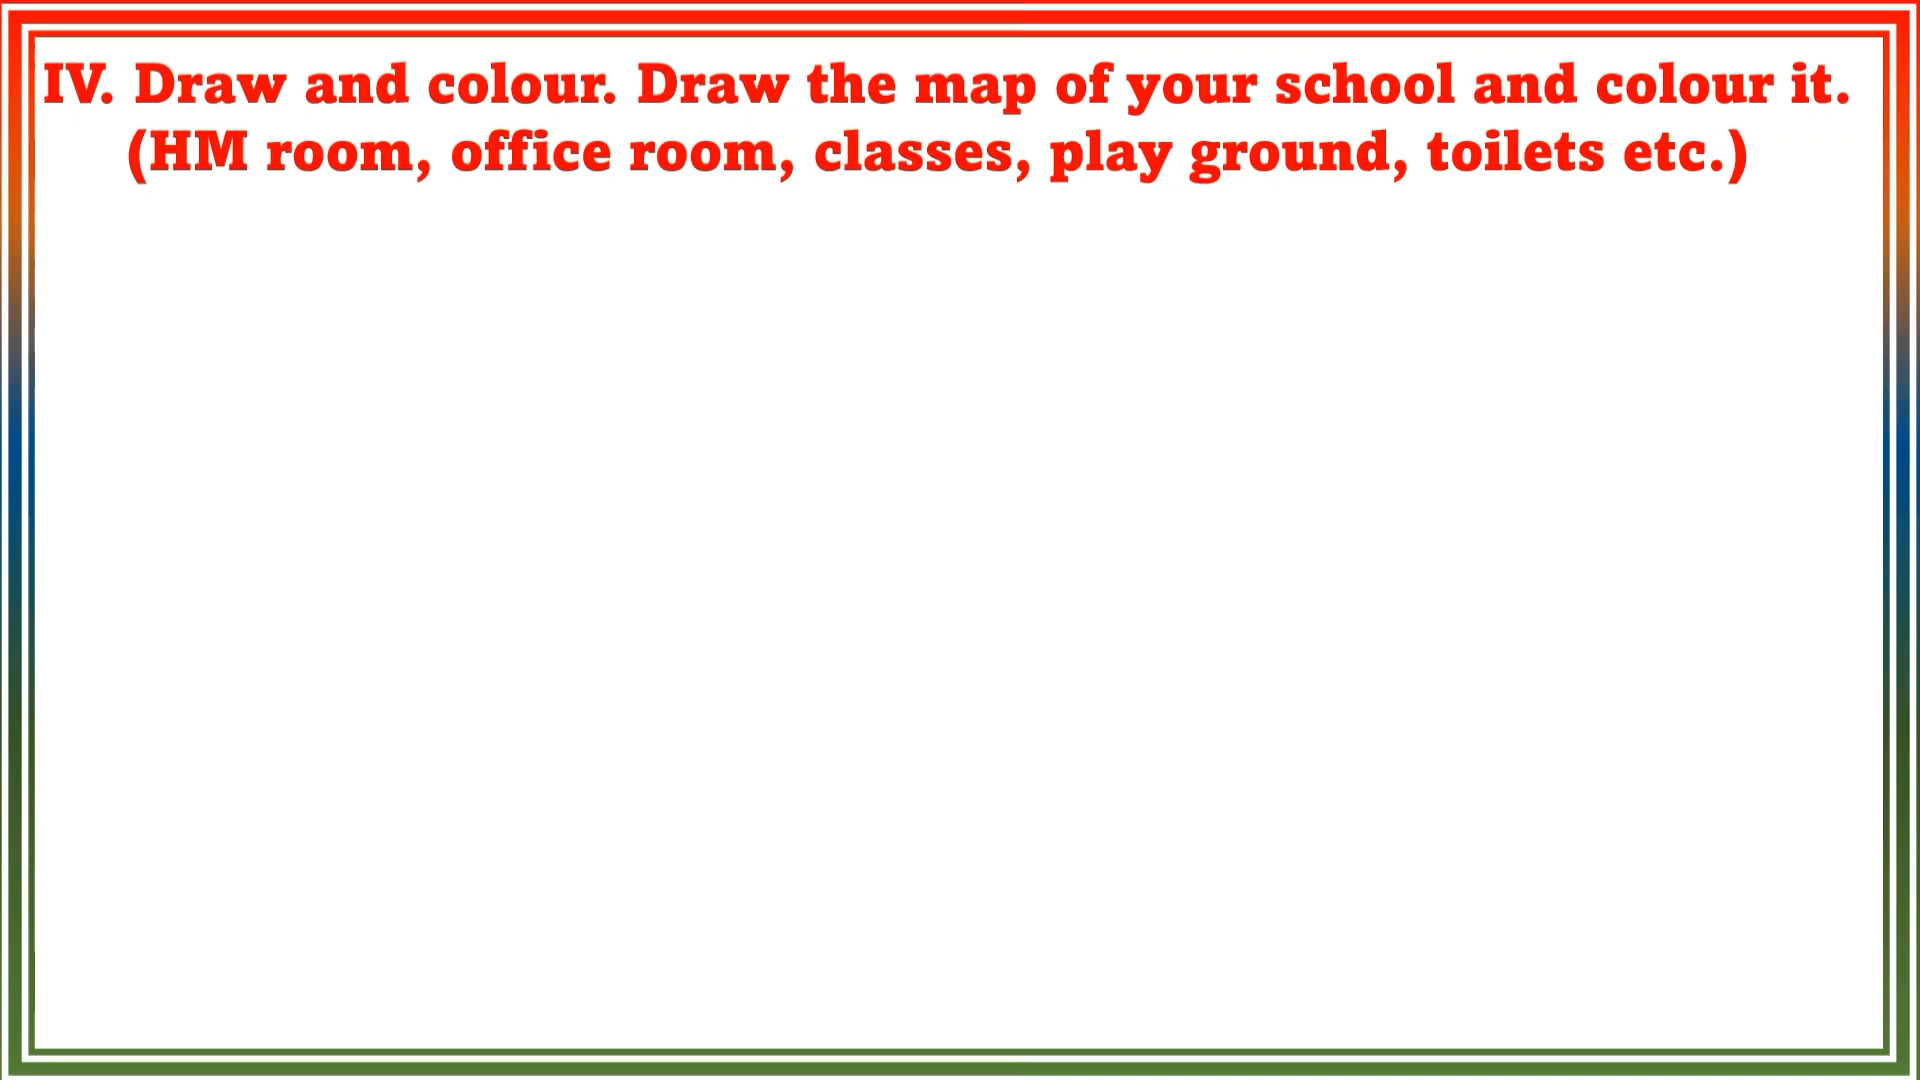 IV. Draw and colour. Draw the map of your school and colour it.
(HM room, office room, classes, play ground, toilets etc.)